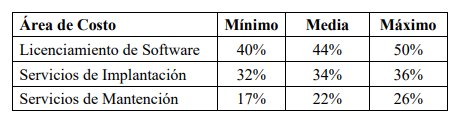 Área de Costo Mínimo Media Máximo
Licenciamiento de Software 40% 44% 50%
Servicios de Implantación 32% 34% 36%
Servicios de Mantención 17% 22% 26%